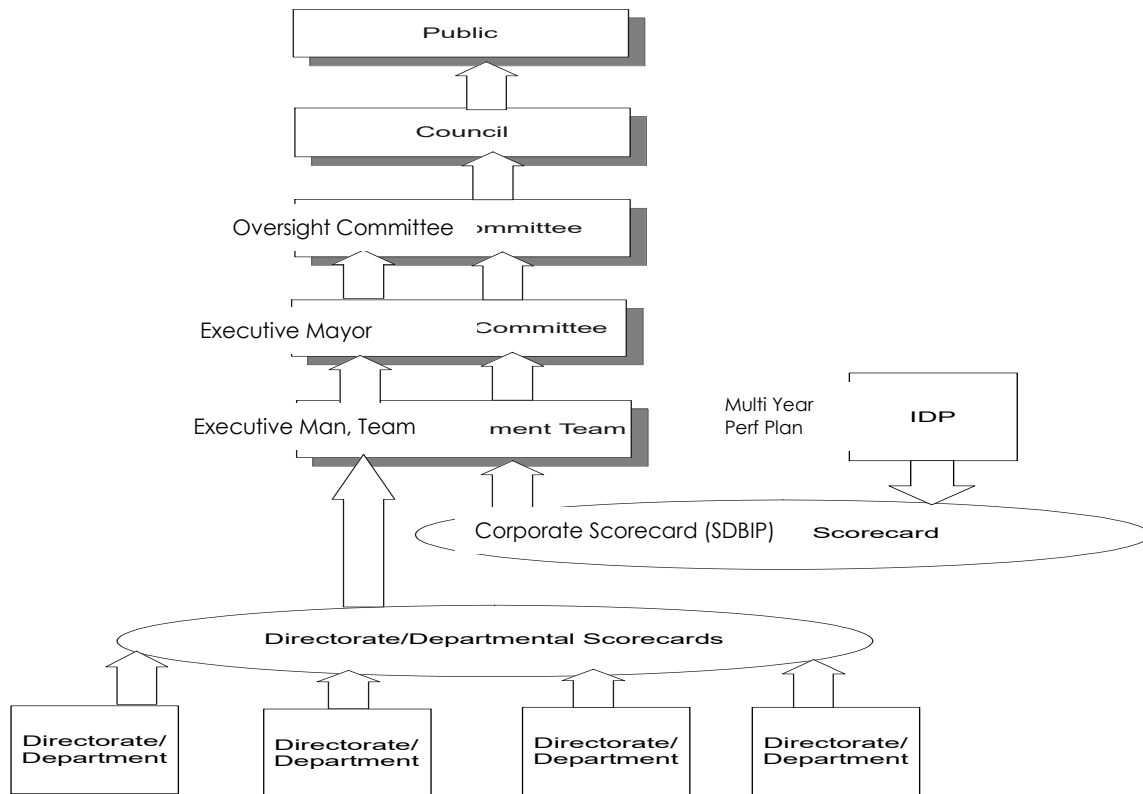 Public
Council
Oversight Committee ommittee
Executive Mayor Committee
Executive Man, Team ment Team
Multi Year
Perf Plan
IDP
Corporate Scorecard (SDBIP) Scorecard
Directorate/Departmental Scorecards
Directorate/
Department
Directorate/
Department
Directorate/
Department
Directorate/
Department